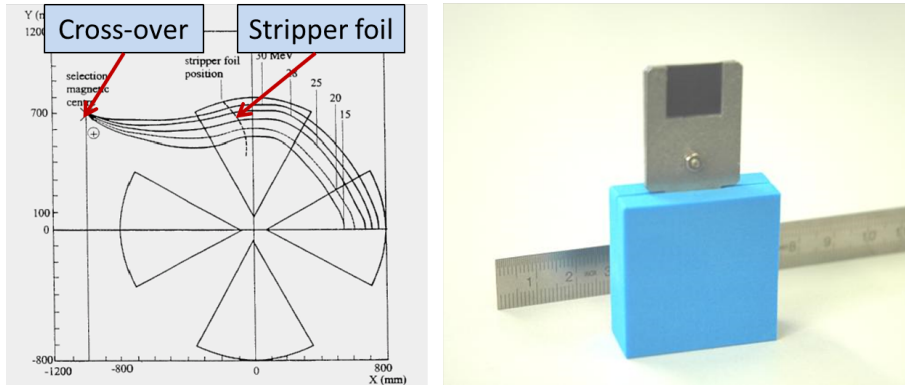 Y (
Cross-over
Stripper foil
1200
selection
magnetic
stripper foil
position
30 MeV
28
25
20
15
700
+
100
0
-800
-1200
-800
0
800
X (mm)
1
2
3
8
9
10